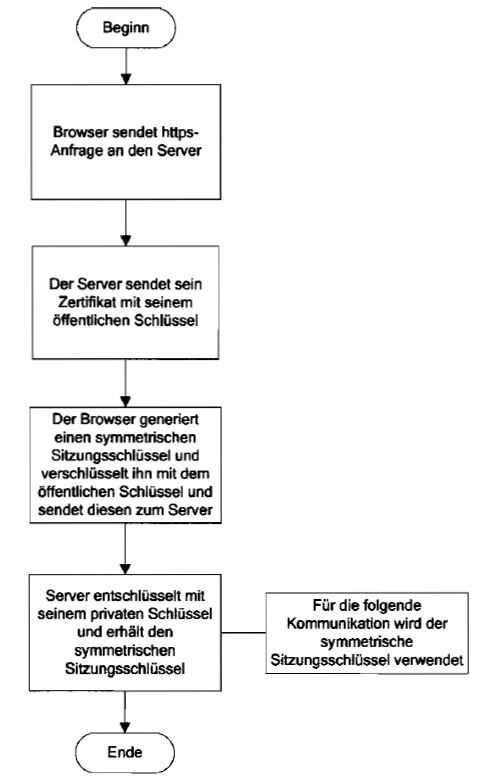 Beginn
Browser sendet https-
Anfrage an den Server
Der Server sendet sein
Zertifikat mit seinem
öffentlichen Schlüssel
Der Browser generiert
einen symmetrischen
Sitzungsschlüssel und
verschlüsselt ihn mit dem
öffentlichen Schlüssel und
sendet diesen zum Server
Server entschlüsselt mit
seinem privaten Schlüssel
und erhält den
symmetrischen
Sitzungsschlüssel
Für die folgende
Kommunikation wird der
symmetrische
Sitzungsschlüssel verwendet
Ende